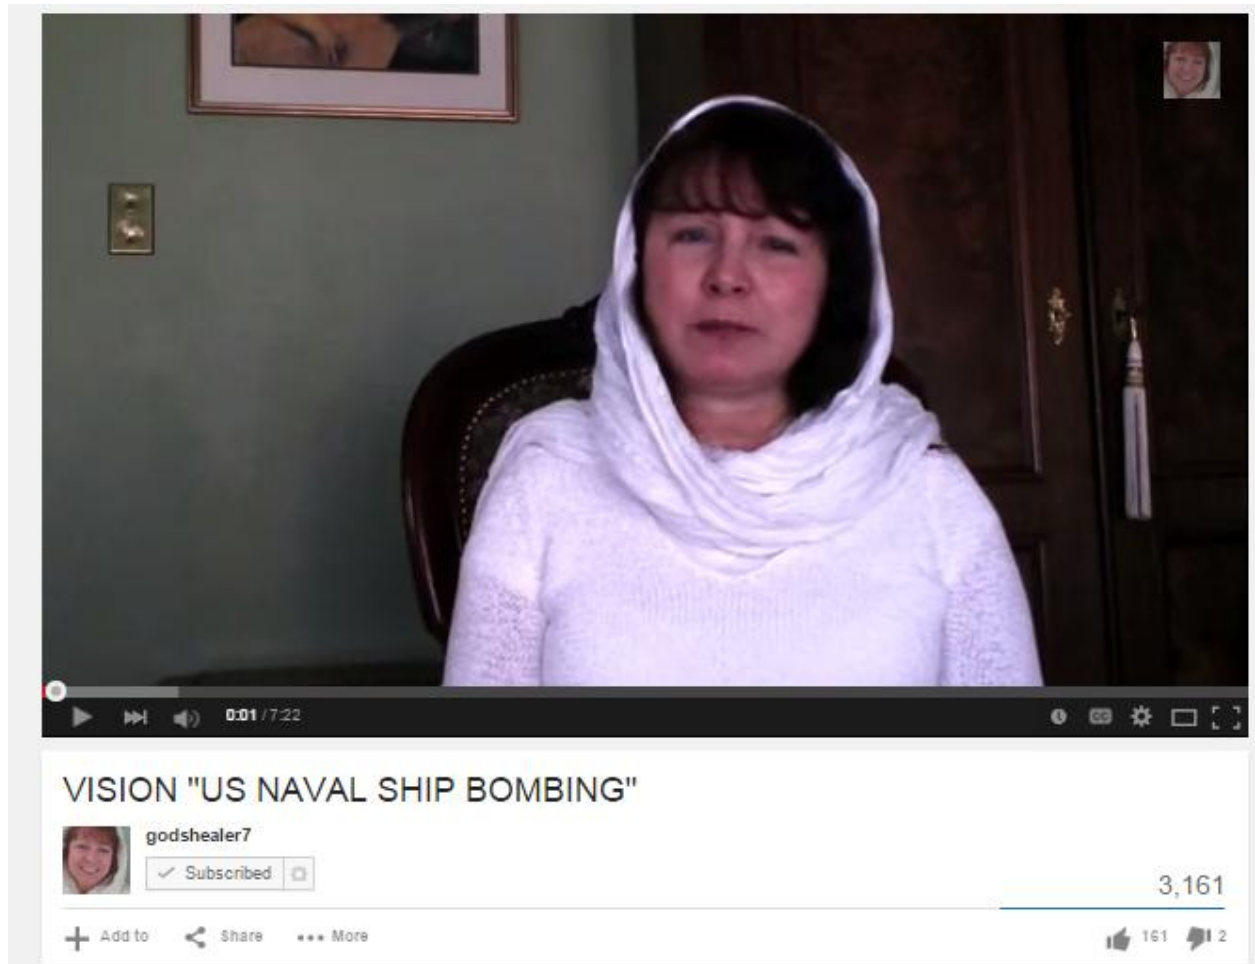 0:01 / 7:22
CC
VISION "US NAVAL SHIP BOMBING"
godshealer7
Subscribed
3,161
Add to Share More 161 2